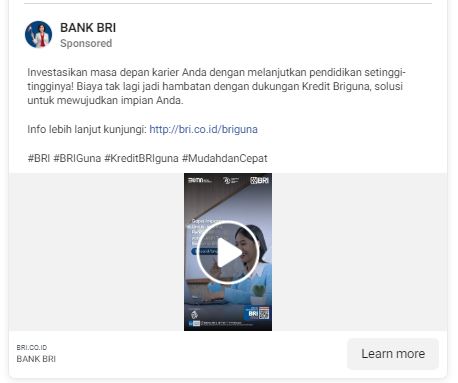 BANK BRI
Sponsored
Investasikan masa depan karier Anda dengan melanjutkan pendidikan setinggi-
tingginya! Biaya tak lagi jadi hambatan dengan dukungan Kredit Briguna, solusi
untuk mewujudkan impian Anda.
Info lebih lanjut kunjungi: http://bri.co.id/briguna
#BRI #BRIGuna #KreditBRIguna #MudahdanCepat
BUMN
BRI
BRI
BRI.CO.ID
BANK BRI
Learn more